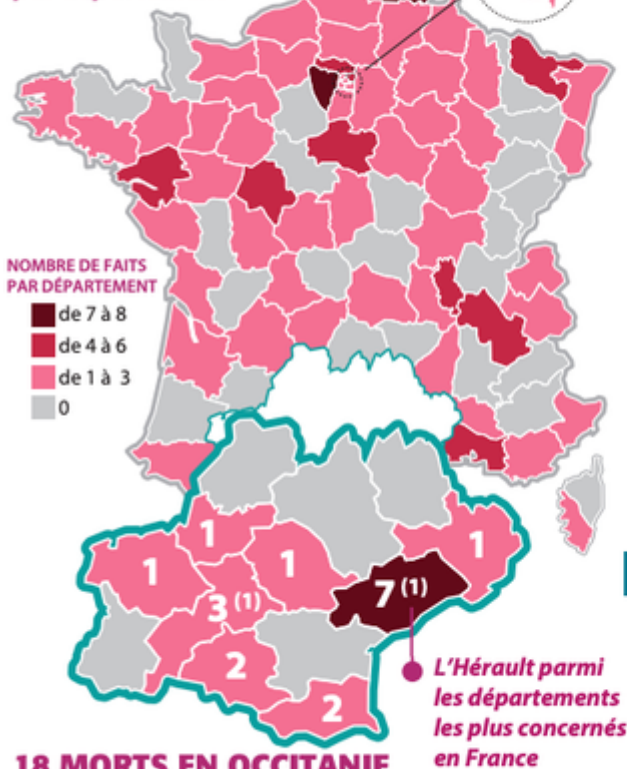 NOMBRE DE FAITS
PAR DÉPARTEMENT
de 7 à 8
de 4 à 6
de 1 à 3
0
1
1
1
1
3 (1)
7 (1)
2
2
L'Hérault parmi
les départements
les plus concernés
en France
18 MORTS EN OCCITANIE